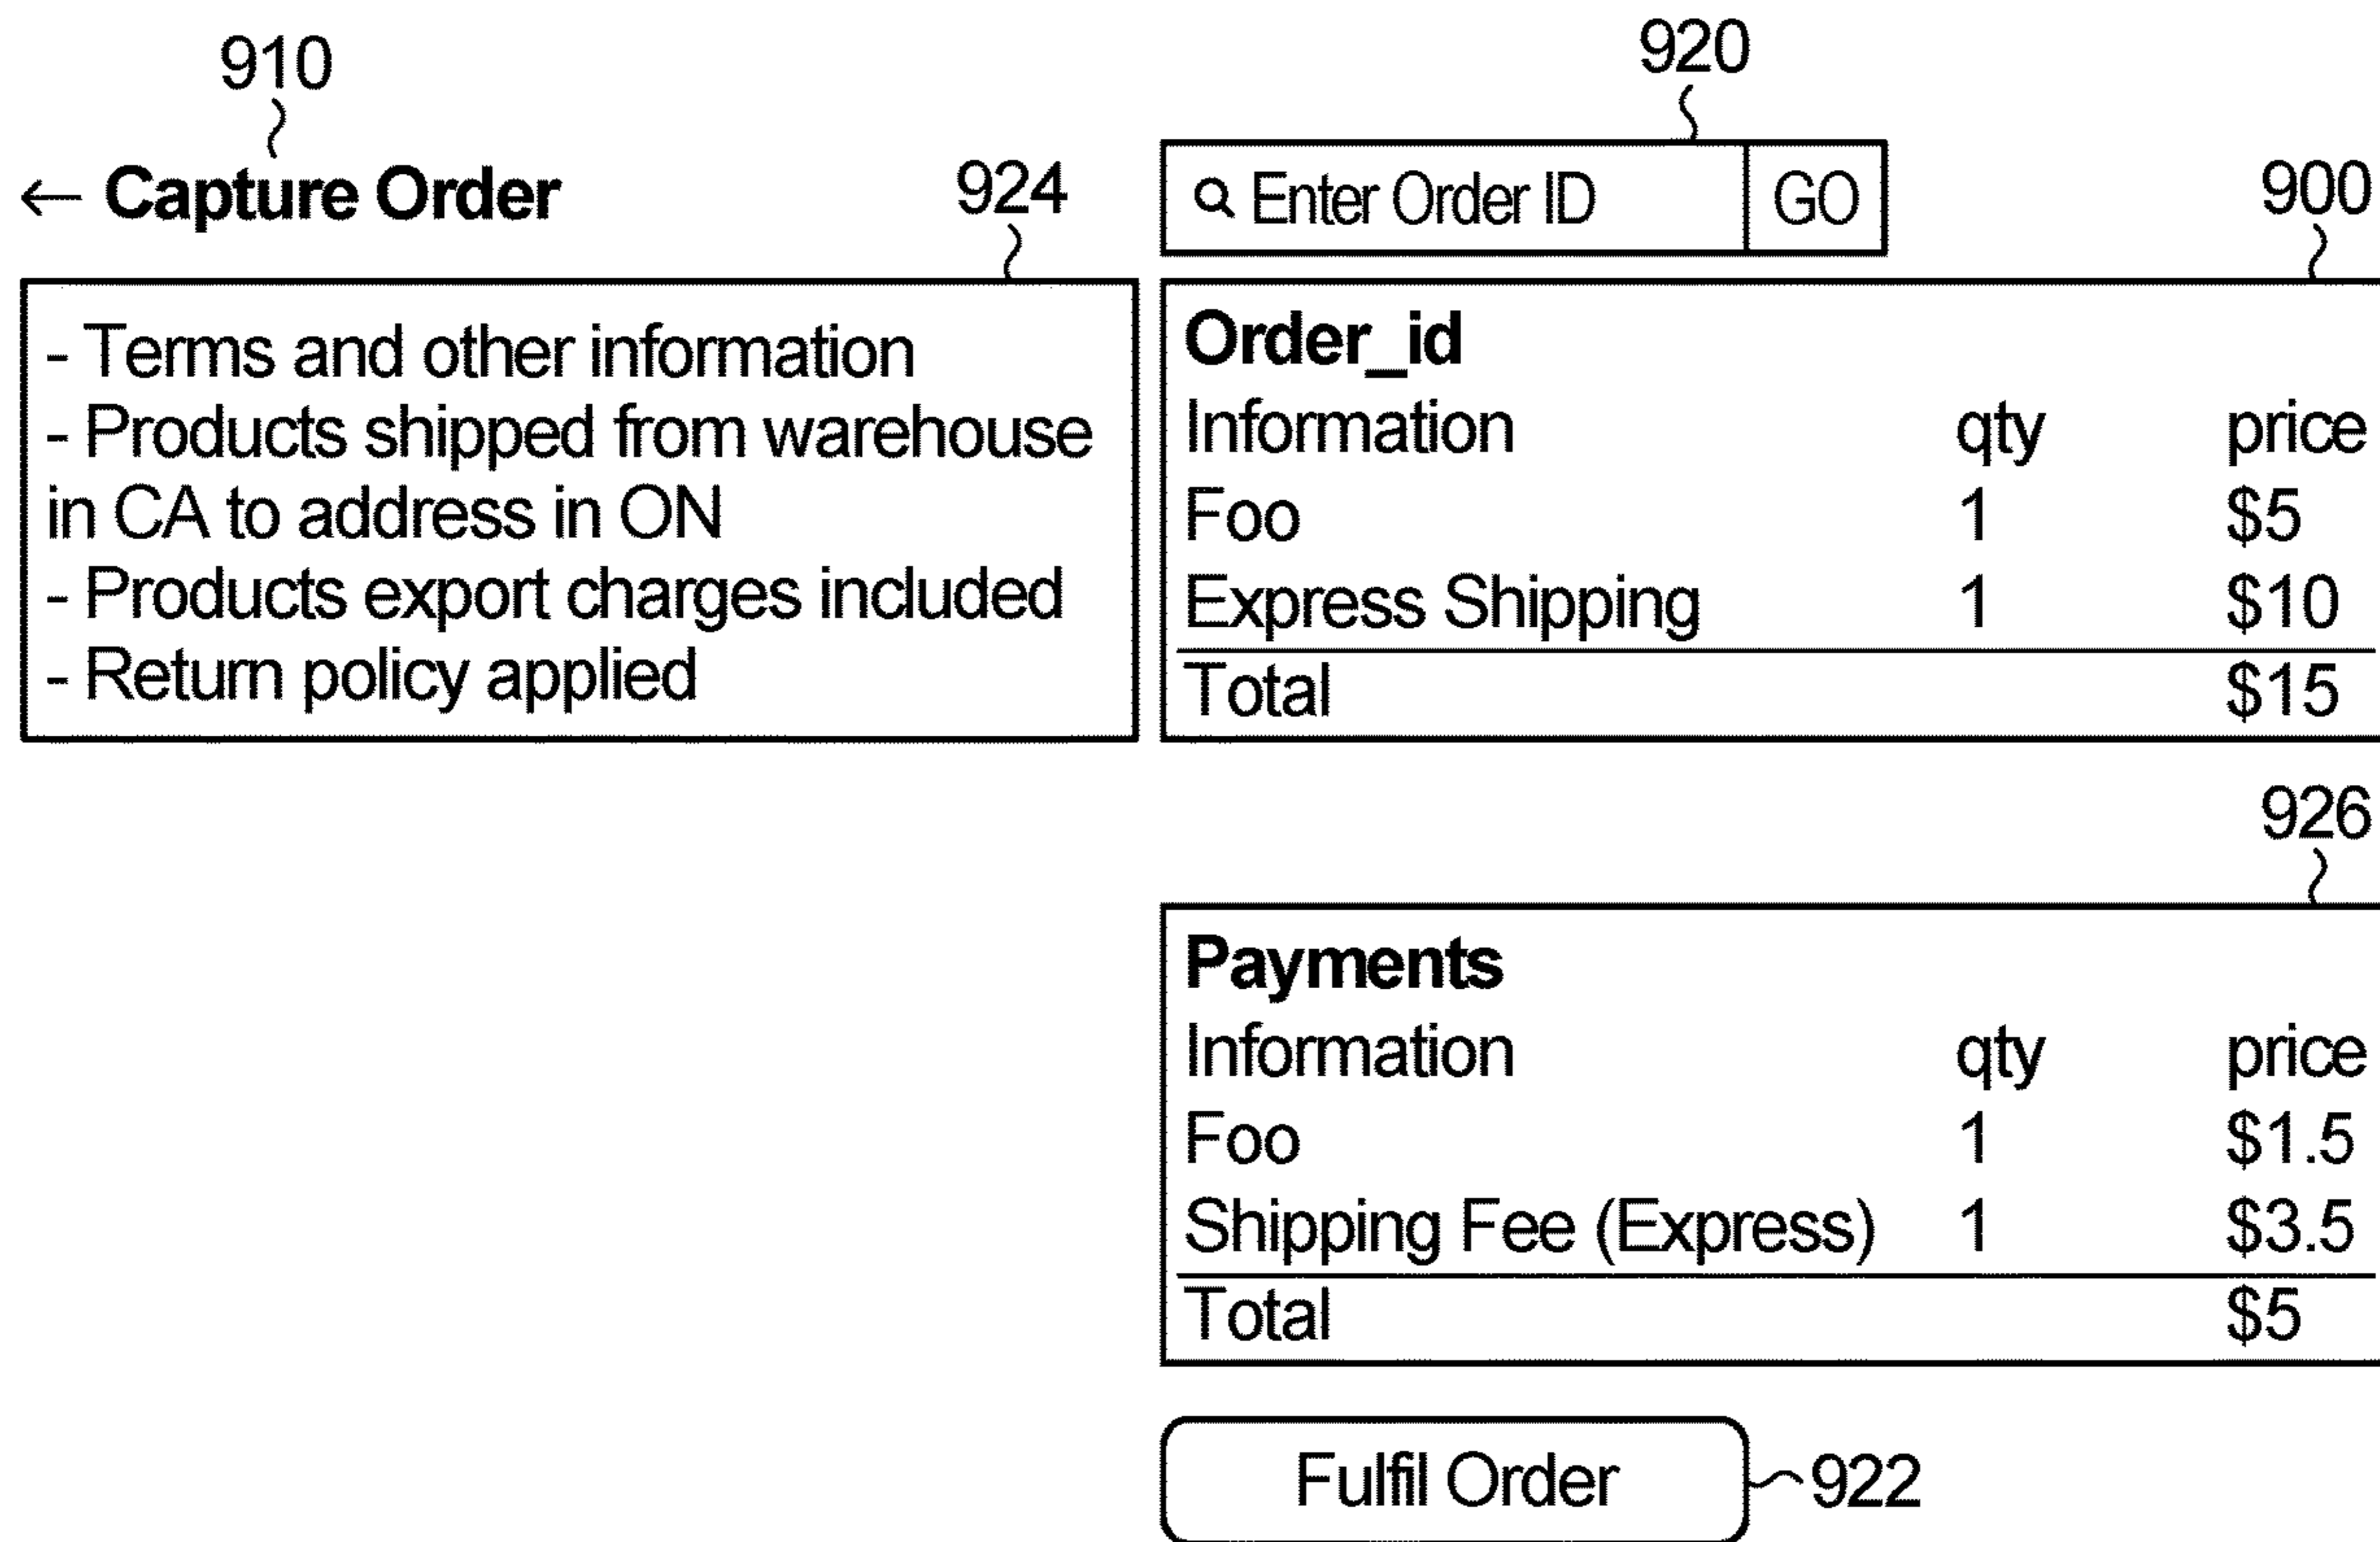 910
← Capture Order
924
- Terms and other information
- Products shipped from warehouse
in CA to address in ON
- Products export charges included
- Return policy applied
920
Enter Order ID GO
900
Order_id
Information qty price
Foo 1 $5
Express Shipping 1 $10
Total $15
926
Payments
Information qty price
Foo 1 $1.5
Shipping Fee (Express) 1 $3.5
Total $5
Fulfil Order 922